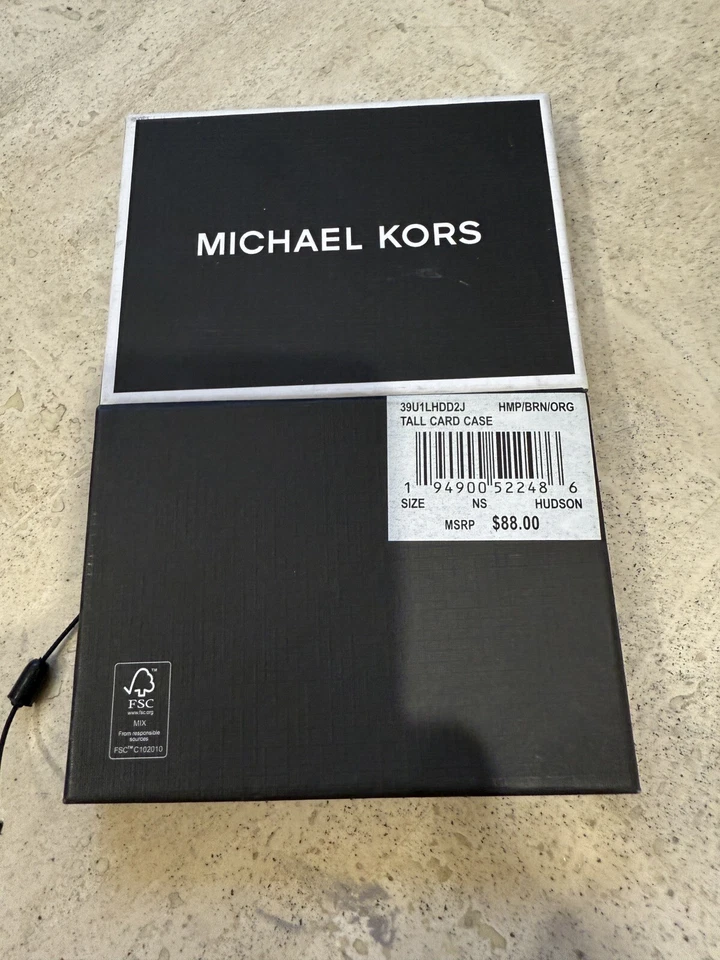 MICHAEL KORS
39U1LHDD2J HMP/BRN/ORG
TALL CARD CASE
1 94900 52248 6
SIZE NS HUDSON
MSRP $88.00
FSC™
www.fsc.org
MIX
From responsible
sources
FSC™ C102010